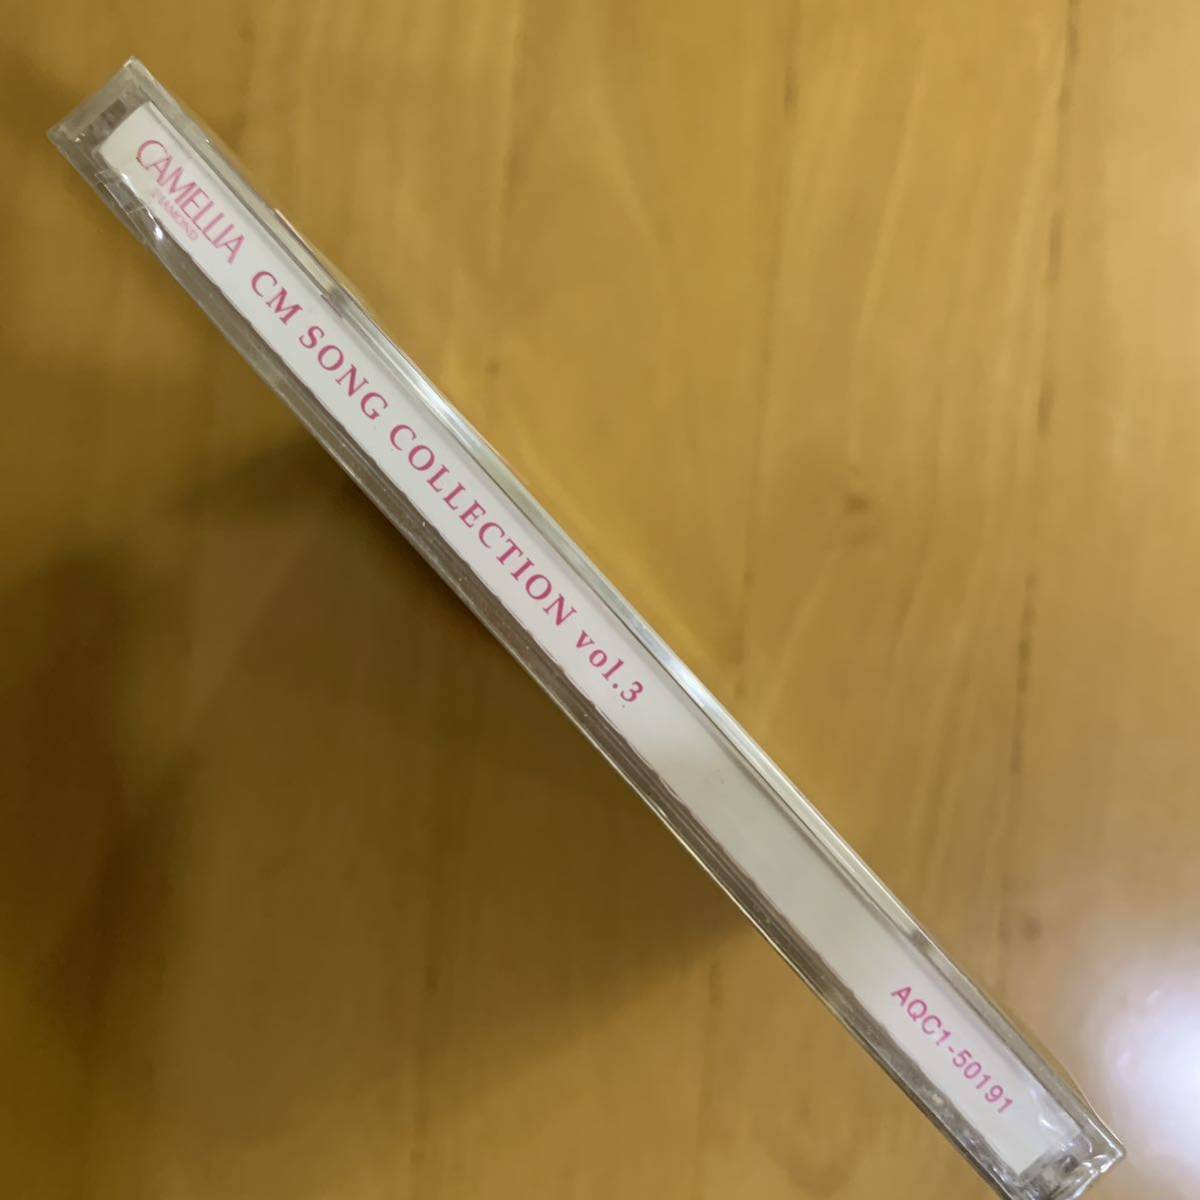 CAMELLIA
DIAMOND
CM SONG COLLECTION vol.3
AQC1-50191